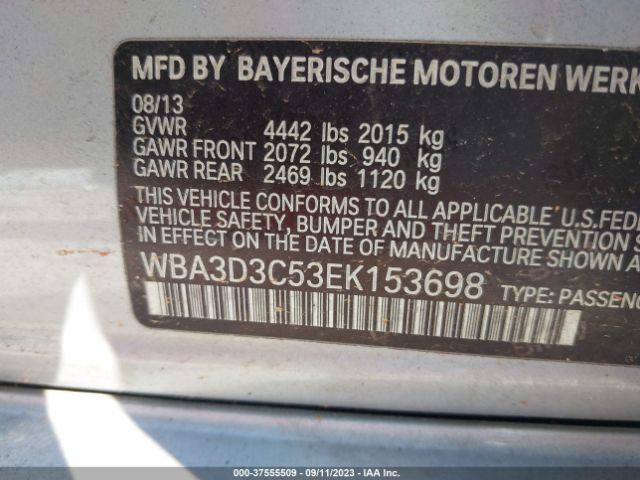 MFD BY BAYERISCHE MOTOREN WERK
08/13
GVWR 4442 lbs 2015 kg
GAWR FRONT 2072 lbs 940 kg
GAWR REAR 2469 lbs 1120 kg
THIS VEHICLE CONFORMS TO ALL APPLICABLE U.S.FEDE
VEHICLE SAFETY, BUMPER AND THEFT PREVENTION S
IN EFFECT ON THE DATE OF MANUFACTURE SHOWN A
WBA3D3C53EK153698 TYPE: PASSENG
000-37555509 - 09/11/2023 - COPYRIGHT IAA